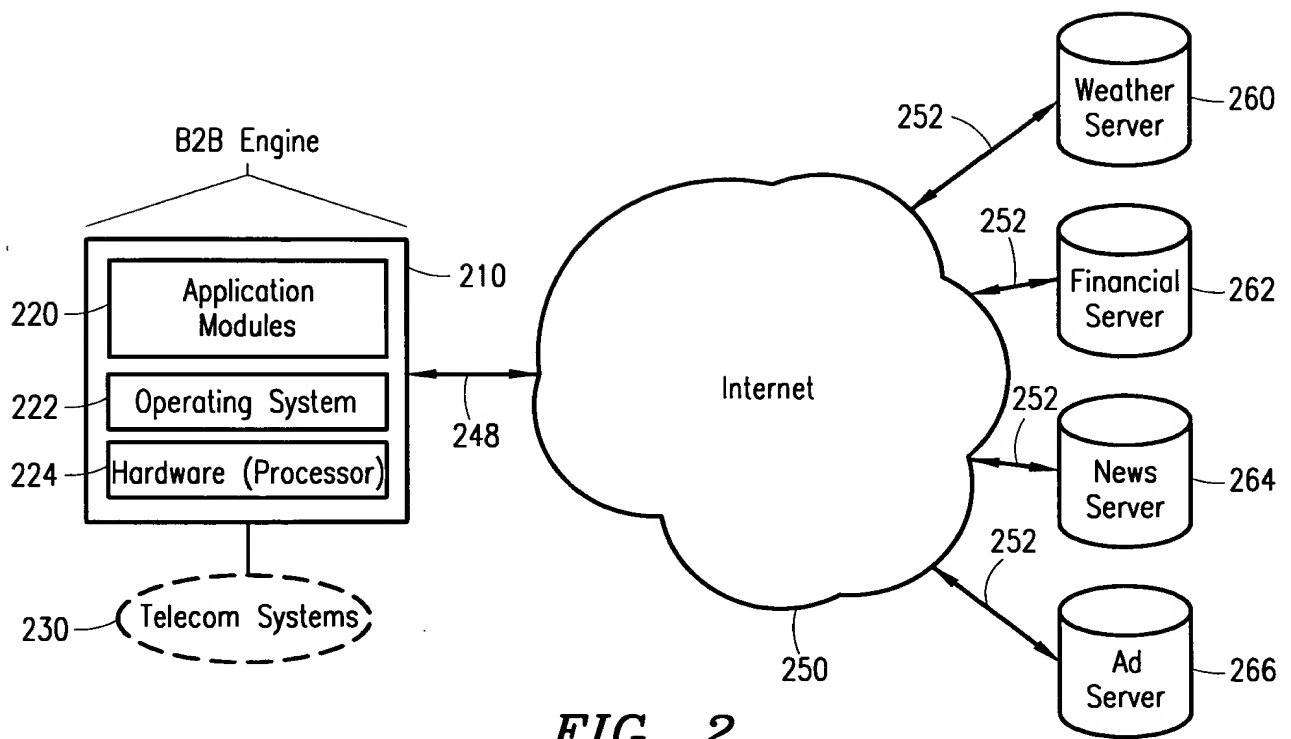 B2B Engine
210
Application
Modules
220
Operating System
222
Hardware (Processor)
224
Telecom Systems
230
248
Internet
250
252
Weather
Server
260
252
Financial
Server
262
252
News
Server
264
252
Ad
Server
266
FIG. 2